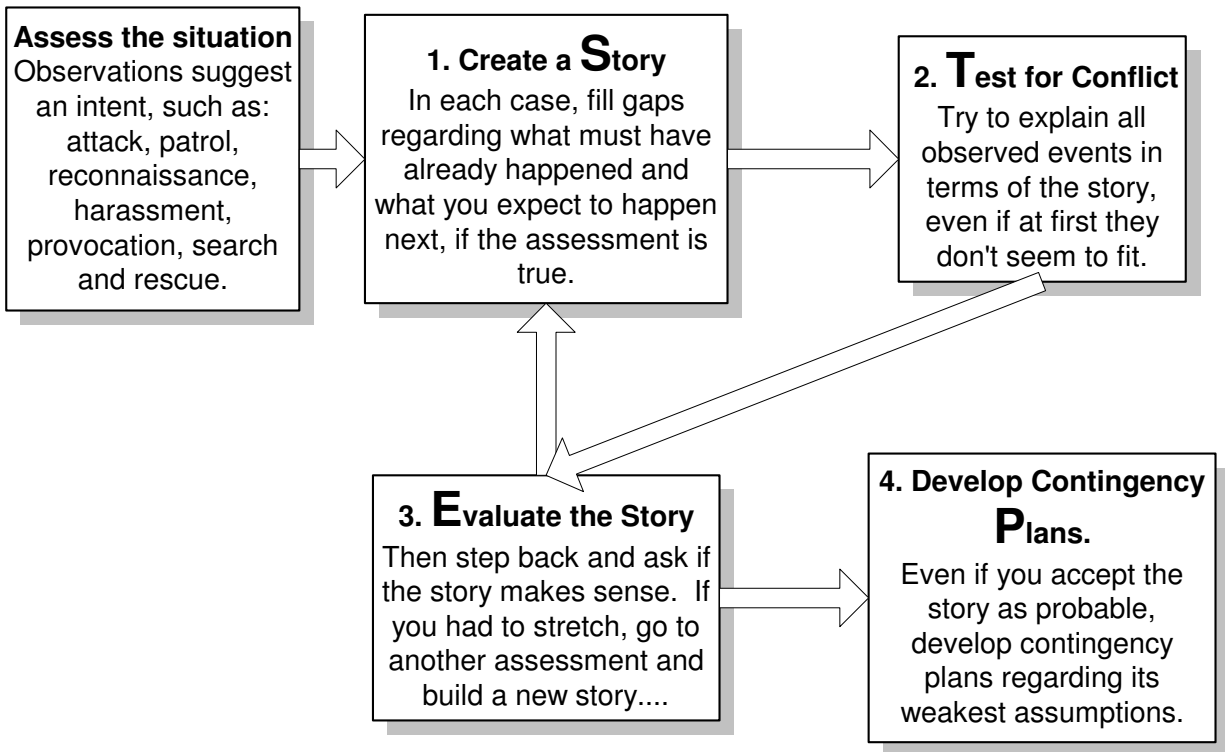 Assess the situation
Observations suggest
an intent, such as:
attack, patrol,
reconnaissance,
harassment,
provocation, search
and rescue.
1. Create a Story
In each case, fill gaps
regarding what must have
already happened and
what you expect to happen
next, if the assessment is
true.
2. Test for Conflict
Try to explain all
observed events in
terms of the story,
even if at first they
don't seem to fit.
3. Evaluate the Story
Then step back and ask if
the story makes sense.  If
you had to stretch, go to
another assessment and
build a new story....
4. Develop Contingency
Plans.
Even if you accept the
story as probable,
develop contingency
plans regarding its
weakest assumptions.